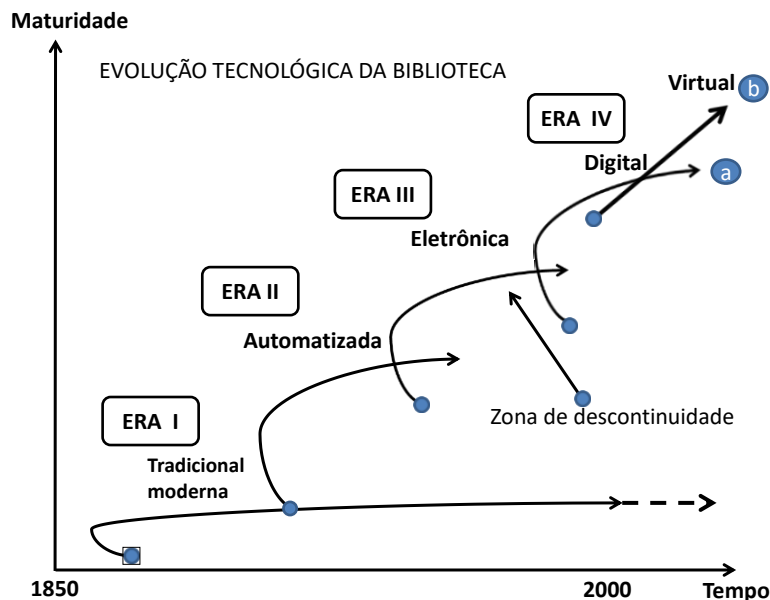 Maturidade
EVOLUÇÃO TECNOLÓGICA DA BIBLIOTECA
Virtual
b
ERA IV
Digital
a
ERA III
Eletrônica
ERA II
Automatizada
ERA I
Zona de descontinuidade
Tradicional
moderna
1850
2000
Tempo